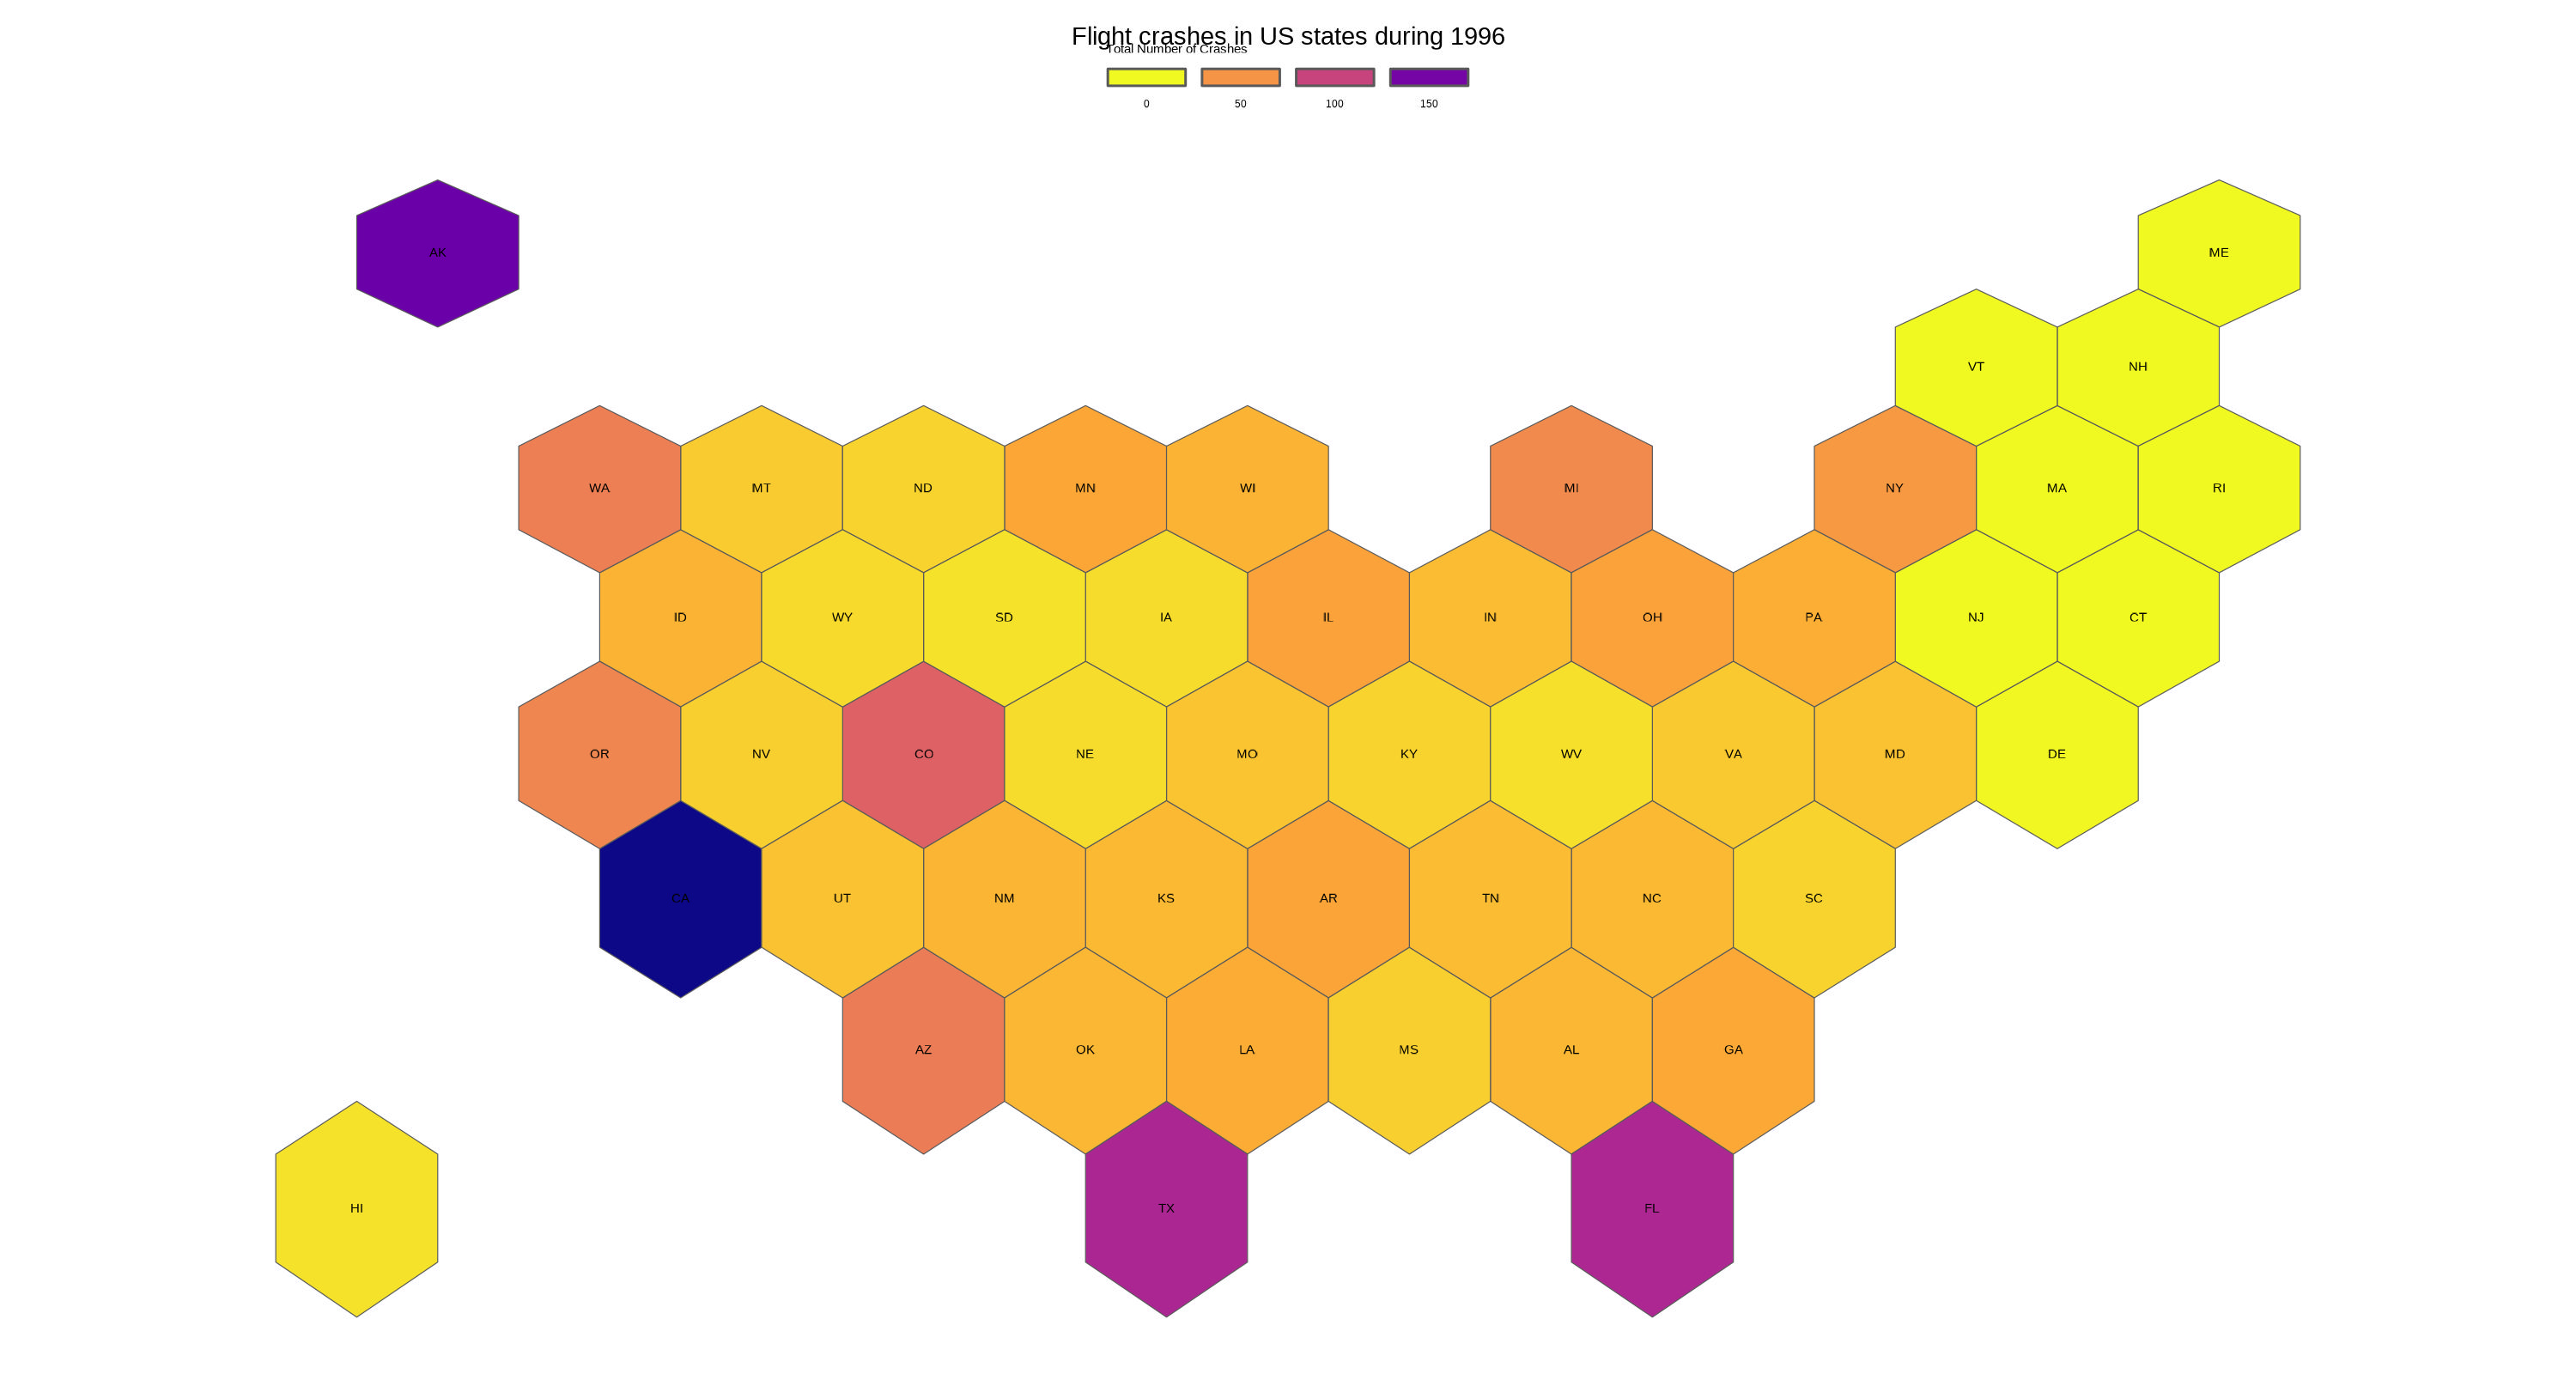 Flight crashes in US states during 1996
Total Number of Crashes
0 50 100 150
AK ME
VT NH
WA MT ND MN WI MI NY MA RI
ID WY SD IA IL IN OH PA NJ CT
OR NV CO NE MO KY WV VA MD DE
CA UT NM KS AR TN NC SC
AZ OK LA MS AL GA
HI TX FL